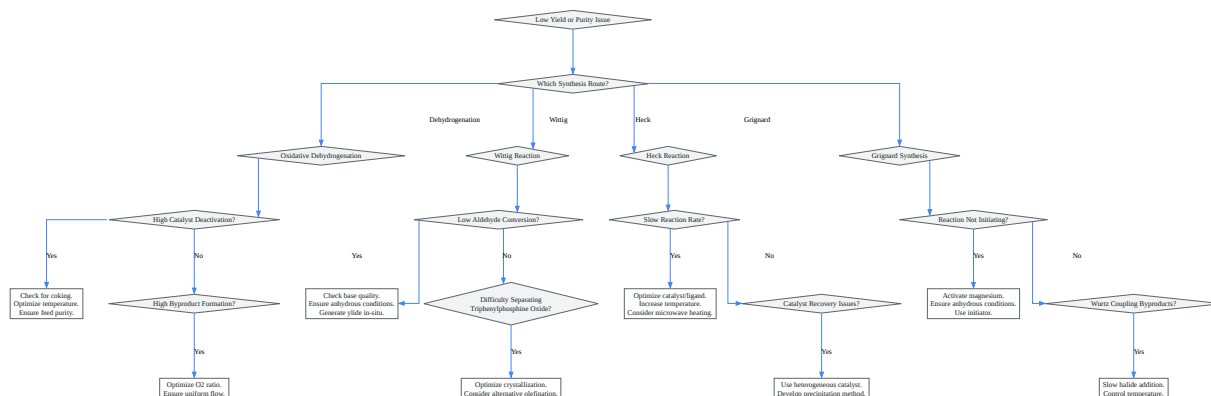 Low Yield or Purity Issue
Which Synthesis Route?
Dehydrogenation
Wittig
Heck
Grignard
Oxidative Dehydrogenation
Wittig Reaction
Heck Reaction
Grignard Synthesis
High Catalyst Deactivation?
Low Aldehyde Conversion?
Slow Reaction Rate?
Reaction Not Initiating?
Yes
No
Yes
No
Yes
No
Yes
No
Check for coking.
Optimize temperature.
Ensure feed purity.
High Byproduct Formation?
Check base quality.
Ensure anhydrous conditions.
Generate ylide in-situ.
Difficulty Separating
Triphenylphosphine Oxide?
Optimize catalyst/ligand.
Increase temperature.
Consider microwave heating.
Catalyst Recovery Issues?
Activate magnesium.
Ensure anhydrous conditions.
Use initiator.
Wurtz Coupling Byproducts?
Yes
Yes
Yes
Yes
Optimize O2 ratio.
Ensure uniform flow.
Optimize crystallization.
Consider alternative olefination.
Use heterogeneous catalyst.
Develop precipitation method.
Slow halide addition.
Control temperature.